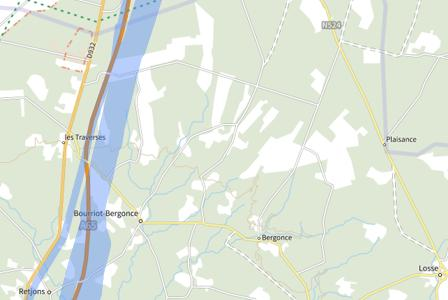 N524
D932
les Traverses
Plaisance
Bourriot-Bergonce
A65
Bergonce
Losse
Retjons